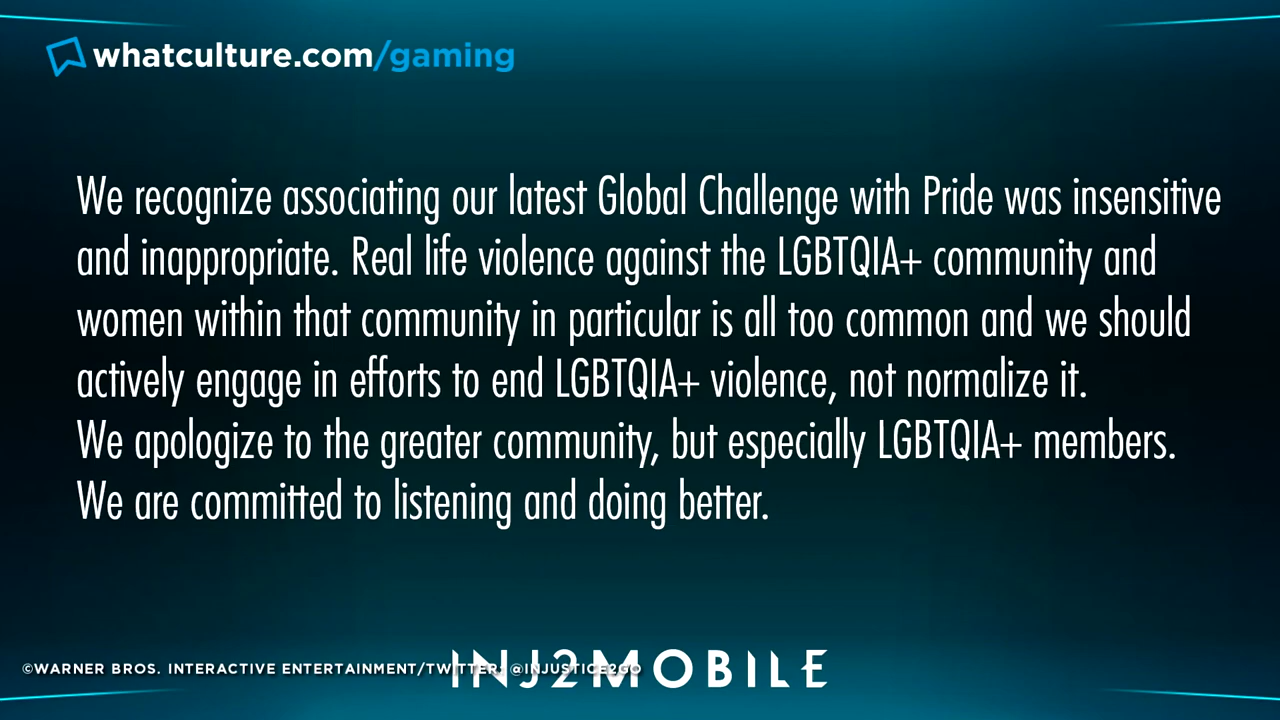 whatculture.com/gaming
We recognize associating our latest Global Challenge with Pride was insensitive
and inappropriate. Real life violence against the LGBTQIA+ community and
women within that community in particular is all too common and we should
actively engage in efforts to end LGBTQIA+ violence, not normalize it.
We apologize to the greater community, but especially LGBTQIA+ members.
We are committed to listening and doing better.
©WARNER BROS. INTERACTIVE ENTERTAINMENT/TWITTER: @INJUSTICE2GO
INJ2MOBILE